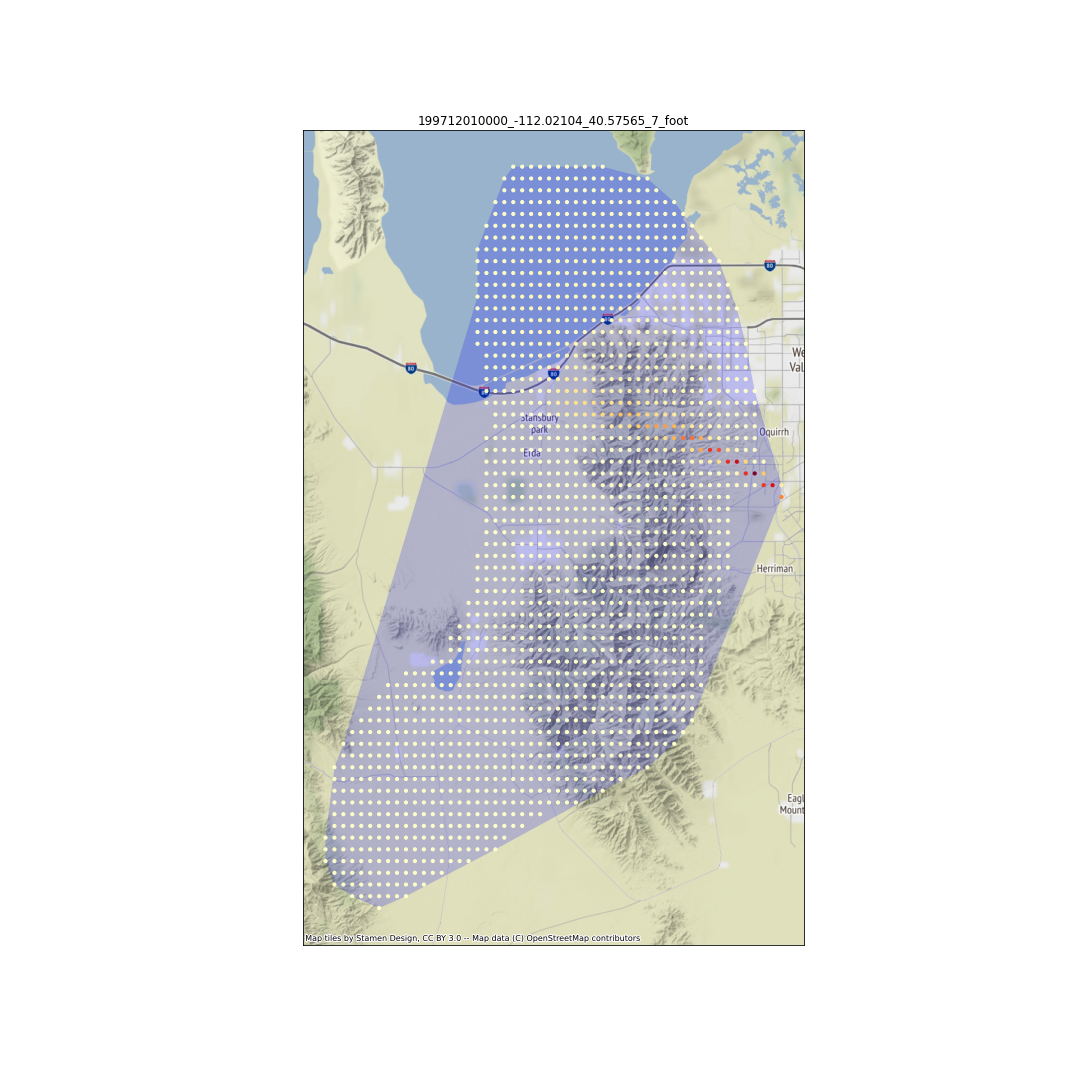 199712010000_-112.02104_40.57565_7_foot
80
80
We
Val
80
80
80
Stansbury
park
Oquirrh
Erda
Herriman
Eagl
Mount
Map tiles by Stamen Design, CC BY 3.0 -- Map data (C) OpenStreetMap contributors